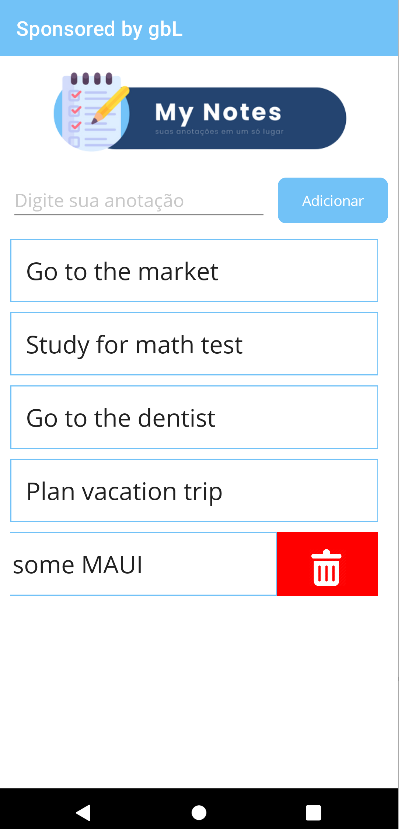 Sponsored by gbL
My Notes
suas anotações em um só lugar
Digite sua anotação
Adicionar
Go to the market
Study for math test
Go to the dentist
Plan vacation trip
some MAUI